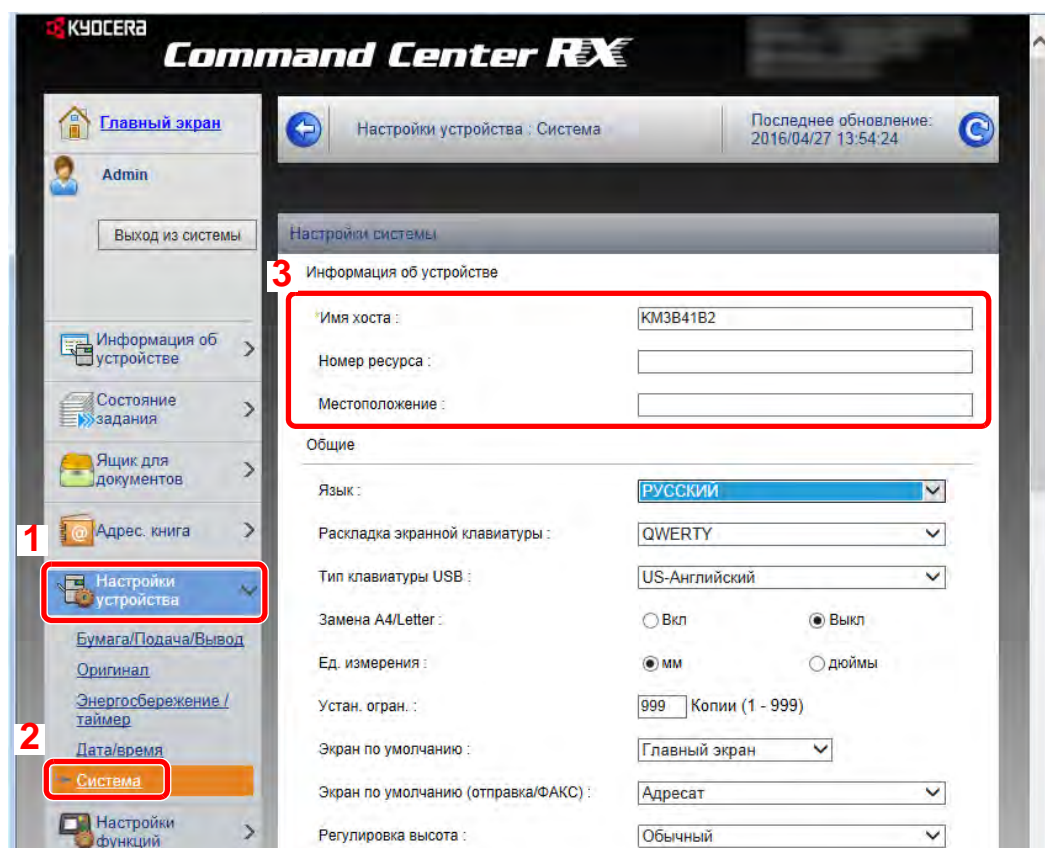 KYOCERA
Command Center RX
Главный экран
Настройки устройства : Система
Последнее обновление:
2016/04/27 13:54:24
Admin
Выход из системы
Настройки системы
3
Информация об устройстве
*Имя хоста :
KM3B41B2
Номер ресурса :
Местоположение :
Информация об
устройстве
Состояние
задания
Ящик для
документов
1
Адрес. книга
Настройки
устройства
Бумага/Подача/Вывод
Оригинал
Энергосбережение /
таймер
2
Дата/время
Система
Настройки
функций
Общие
Язык :
РУССКИЙ
Раскладка экранной клавиатуры :
QWERTY
Тип клавиатуры USB :
US-Английский
Замена A4/Letter :
Вкл
Выкл
Ед. измерения :
мм
дюймы
Устан. огран. :
999
Копии (1 - 999)
Экран по умолчанию :
Главный экран
Экран по умолчанию (отправка/ФАКС) :
Адресат
Регулировка высота :
Обычный